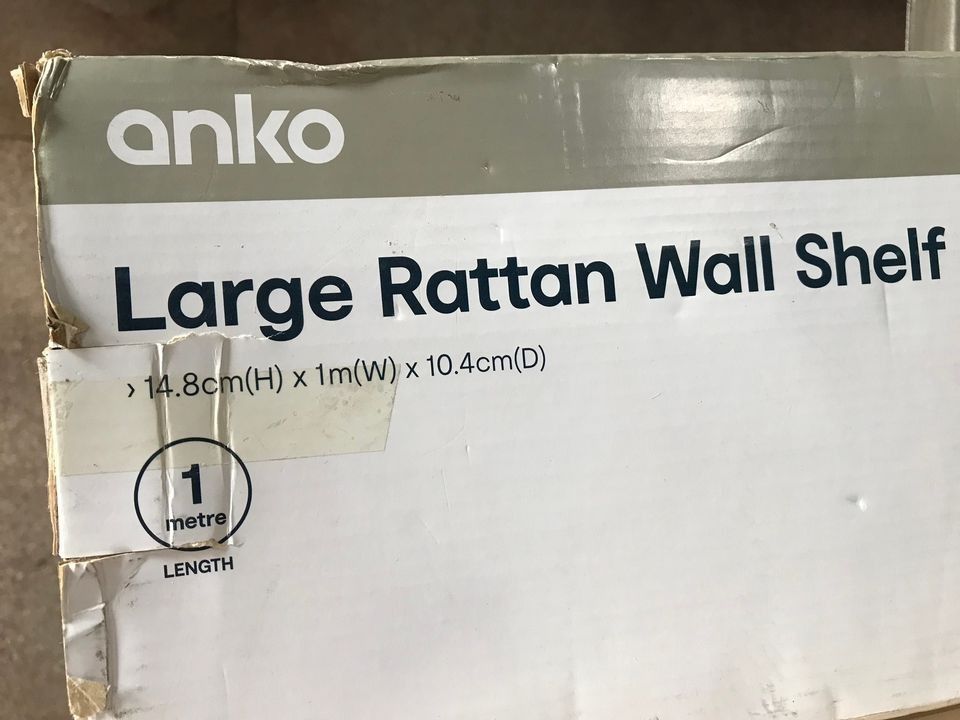 anko
Large Rattan Wall Shelf
› 14.8cm(H) x 1m(W) x 10.4cm(D)
1
metre
LENGTH